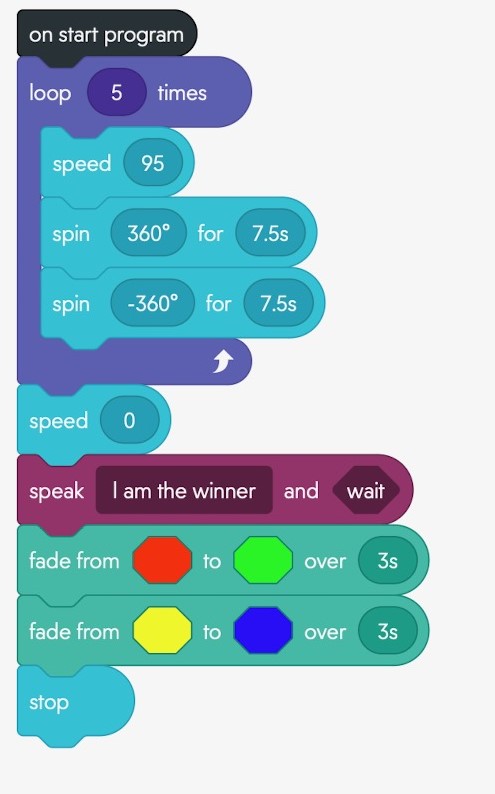 on start program
loop 5 times
speed 95
spin 360° for 7.5s
spin -360° for 7.5s
speed 0
speak I am the winner and wait
fade from to over 3s
fade from to over 3s
stop